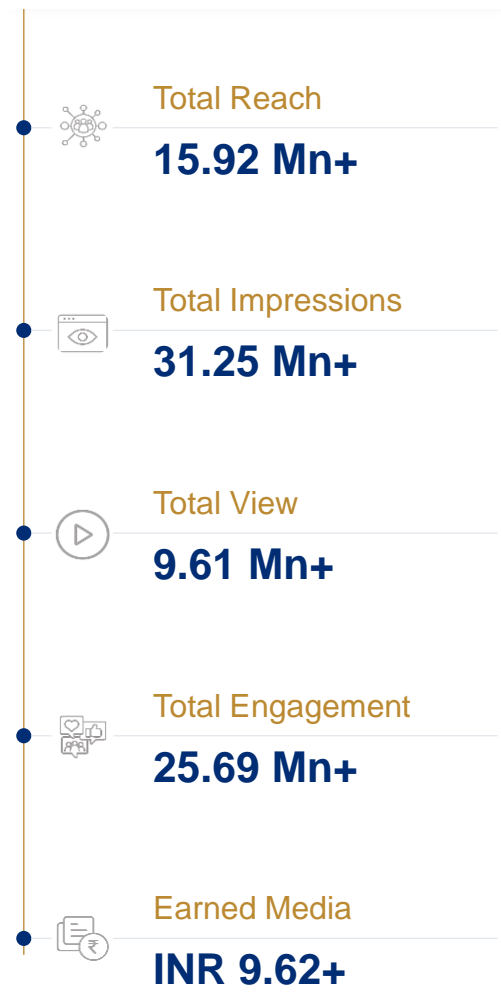 Total Reach
15.92 Mn+
Total Impressions
31.25 Mn+
Total View
9.61 Mn+
Total Engagement
25.69 Mn+
Earned Media
₹
INR 9.62+